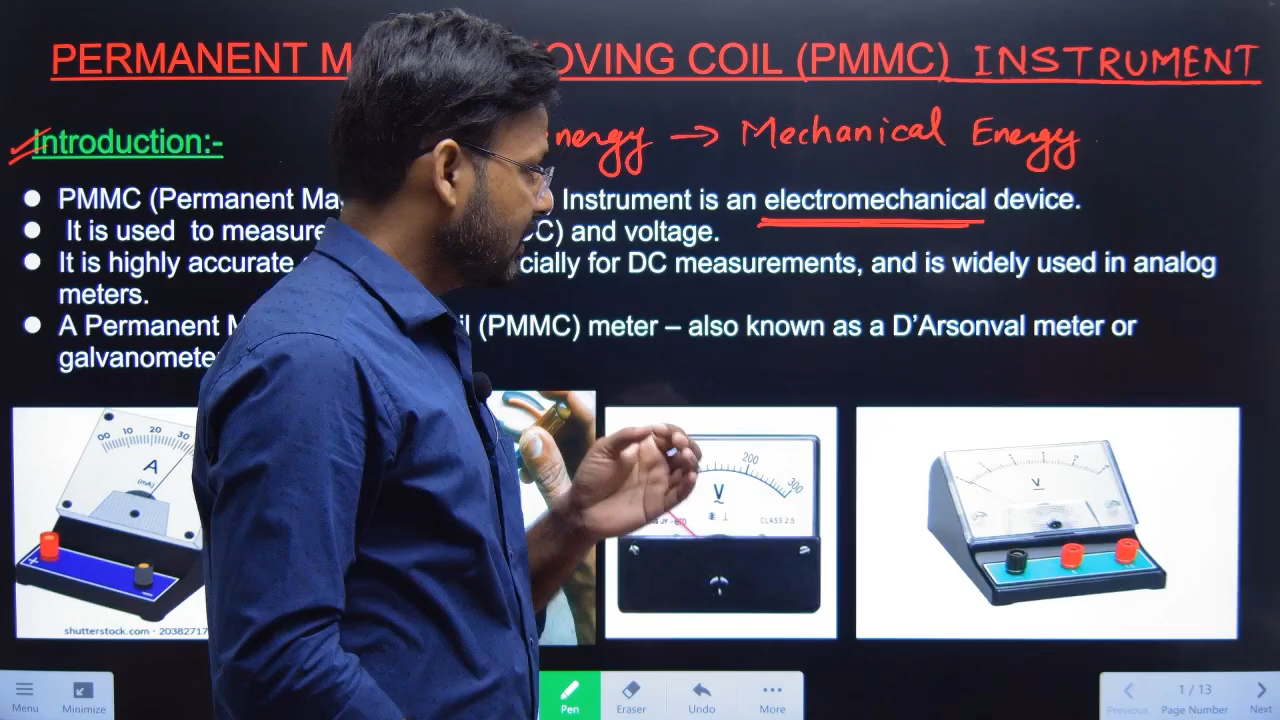 PERMANENT M OVING COIL (PMMC) INSTRUMENT
Introduction:-
nergy → Mechanical Energy
● PMMC (Permanent Ma Instrument is an electromechanical device.
● It is used to measure C) and voltage.
● It is highly accurate cially for DC measurements, and is widely used in analog
meters.
● A Permanent M il (PMMC) meter – also known as a D’Arsonval meter or
galvanomete
00 10 20 30
A
(mA)
+
−
shutterstock.com · 20382717
200
300
V
CLASS 2.5
V
Menu
Minimize
Pen
Eraser
Undo
More
Previous
1 / 13
Page Number
Next